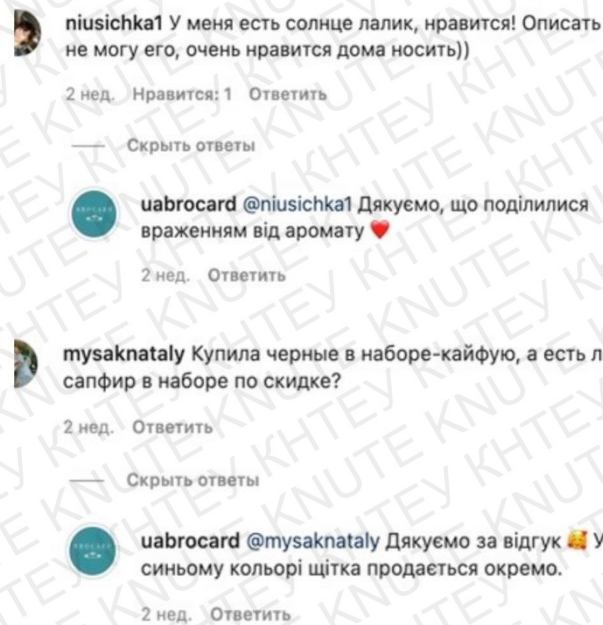 niusichka1 У меня есть солнце лалик, нравится! Описать
не могу его, очень нравится дома носить))
2 нед. Нравится: 1 Ответить
Скрыть ответы
uabrocard @niusichka1 Дякуємо, що поділилися
враженням від аромату ❤️
2 нед. Ответить
mysaknataly Купила черные в наборе-кайфую, а есть л
сапфир в наборе по скидке?
2 нед. Ответить
Скрыть ответы
uabrocard @mysaknataly Дякуємо за відгук 🥰 У
синьому кольорі щітка продається окремо.
2 нед. Ответить
KHTEY KNUTE